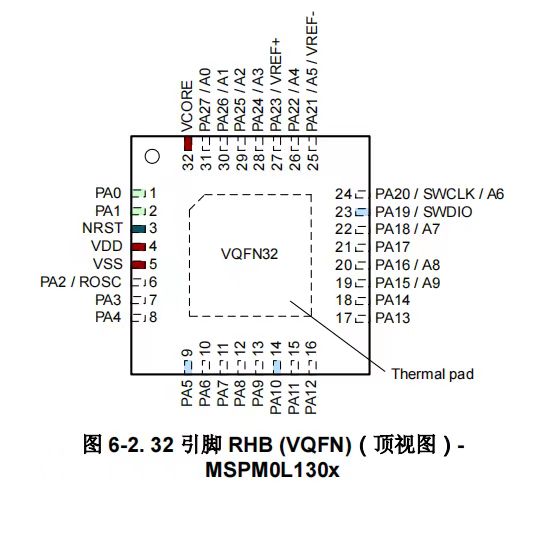 VCORE
PA27 / A0
PA26 / A1
PA25 / A2
PA24 / A3
PA23 / VREF+
PA22 / A4
PA21 / A5 / VREF-
32
31
30
29
28
27
26
25
PA0 1
PA1 2
NRST 3
VDD 4
VSS 5
PA2 / ROSC 6
PA3 7
PA4 8
VQFN32
24 PA20 / SWCLK / A6
23 PA19 / SWDIO
22 PA18 / A7
21 PA17
20 PA16 / A8
19 PA15 / A9
18 PA14
17 PA13
PA5 9
PA6 10
PA7 11
PA8 12
PA9 13
PA10 14
PA11 15
PA12 16
Thermal pad
图 6-2. 32 引脚 RHB (VQFN)（顶视图）-
MSPM0L130x